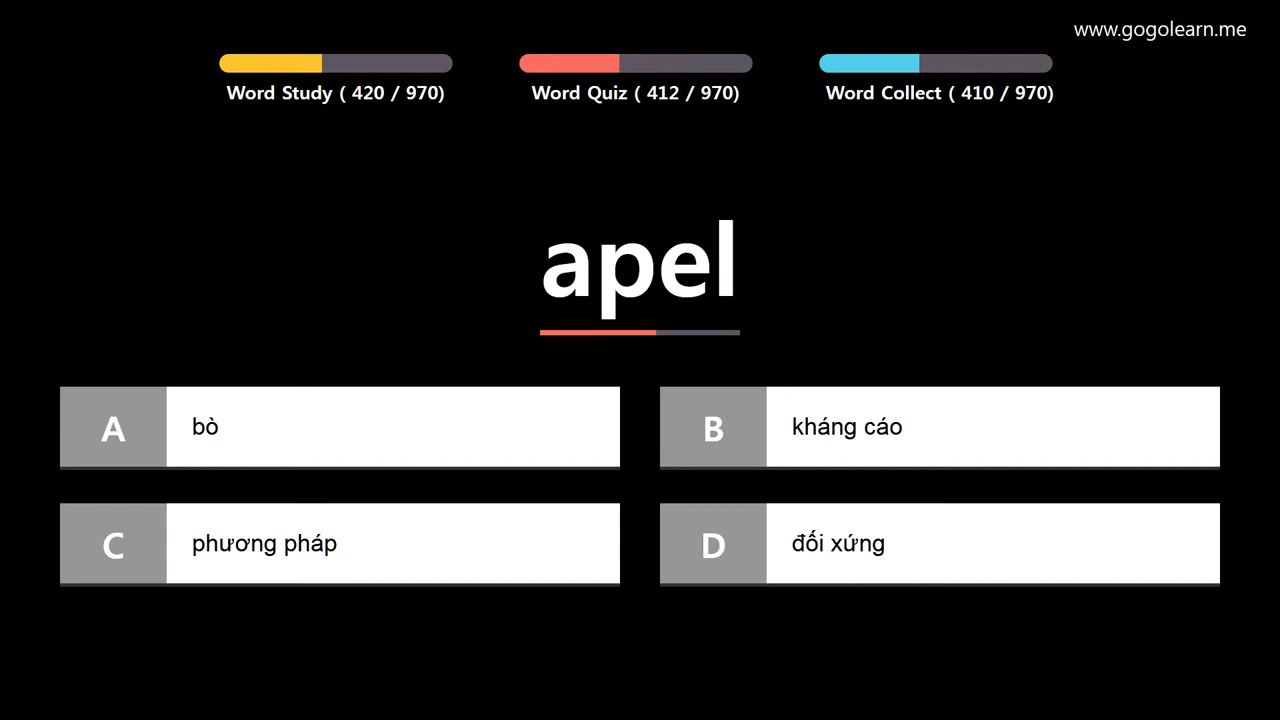 www.gogolearn.me
Word Study ( 420 / 970)
Word Quiz ( 412 / 970)
Word Collect ( 410 / 970)
apel
A bò
B kháng cáo
C phương pháp
D đối xứng